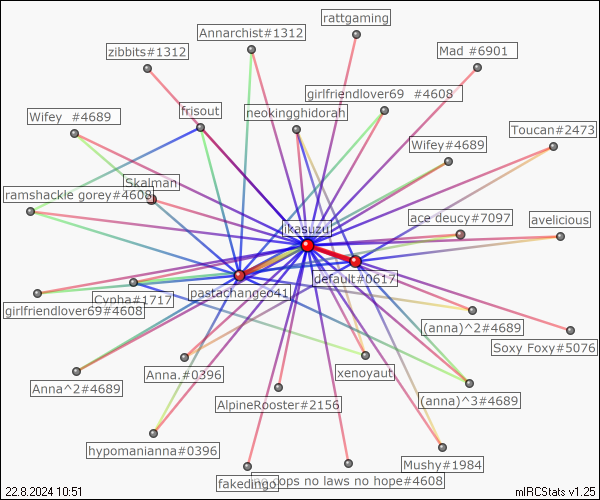 rattgaming
Annarchist#1312
zibbits#1312
Mad #6901
girlfriendlover69 #4608
frisout
neokingghidorah
Wifey #4689
Toucan#2473
Wifey#4689
Skalman
ramshackle gorey#4608
ace deucy#7097
avelicious
jkasuzu
default#0617
pastachangeo41
Cypha#1717
girlfriendlover69#4608
(anna)^2#4689
Soxy Foxy#5076
Anna.#0396
xenoyaut
Anna^2#4689
(anna)^3#4689
AlpineRooster#2156
hypomanianna#0396
Mushy#1984
fakedingo
cops no laws no hope#4608
22.8.2024 10:51
mIRCStats v1.25